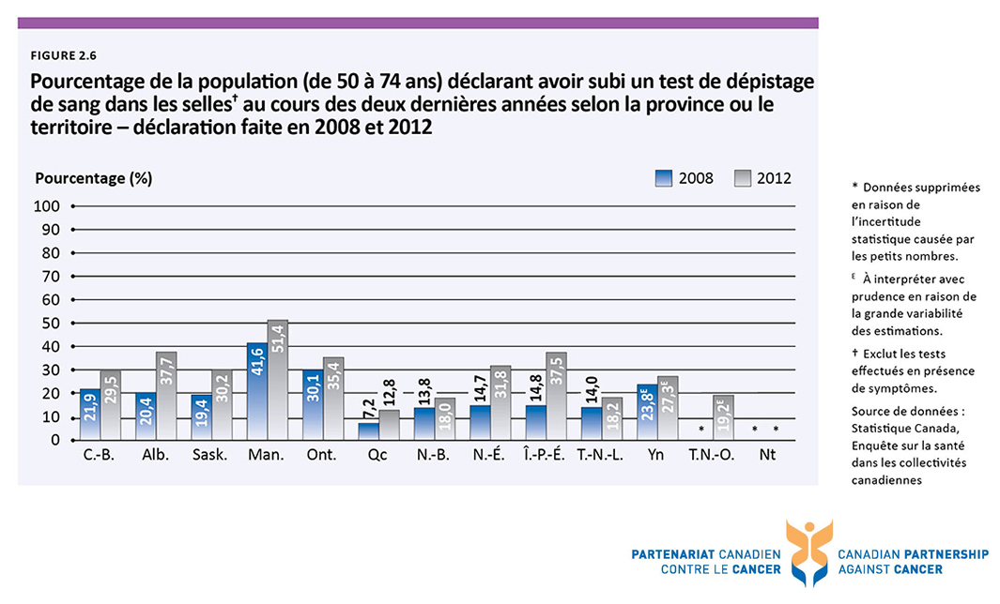 FIGURE 2.6
Pourcentage de la population (de 50 à 74 ans) déclarant avoir subi un test de dépistage
de sang dans les selles† au cours des deux dernières années selon la province ou le
territoire – déclaration faite en 2008 et 2012
Pourcentage (%)
2008 2012
100
90
80
70
60
50
40
30
20
10
0
21,9 29,5 20,4 37,7 19,4 30,2 41,6 51,4 30,1 35,4 7,2 12,8 13,8 18,0 14,7 31,8 14,8 37,5 14,0 18,2 23,8ᴱ 27,3ᴱ * 19,2ᴱ * *
C.-B. Alb. Sask. Man. Ont. Qc N.-B. N.-É. Î.-P.-É. T.-N.-L. Yn T.N.-O. Nt
* Données supprimées
en raison de
l’incertitude
statistique causée par
les petits nombres.
ᴱ À interpréter avec
prudence en raison de
la grande variabilité
des estimations.
† Exclut les tests
effectués en présence
de symptômes.
Source de données :
Statistique Canada,
Enquête sur la santé
dans les collectivités
canadiennes
PARTENARIAT CANADIEN
CONTRE LE CANCER
CANADIAN PARTNERSHIP
AGAINST CANCER